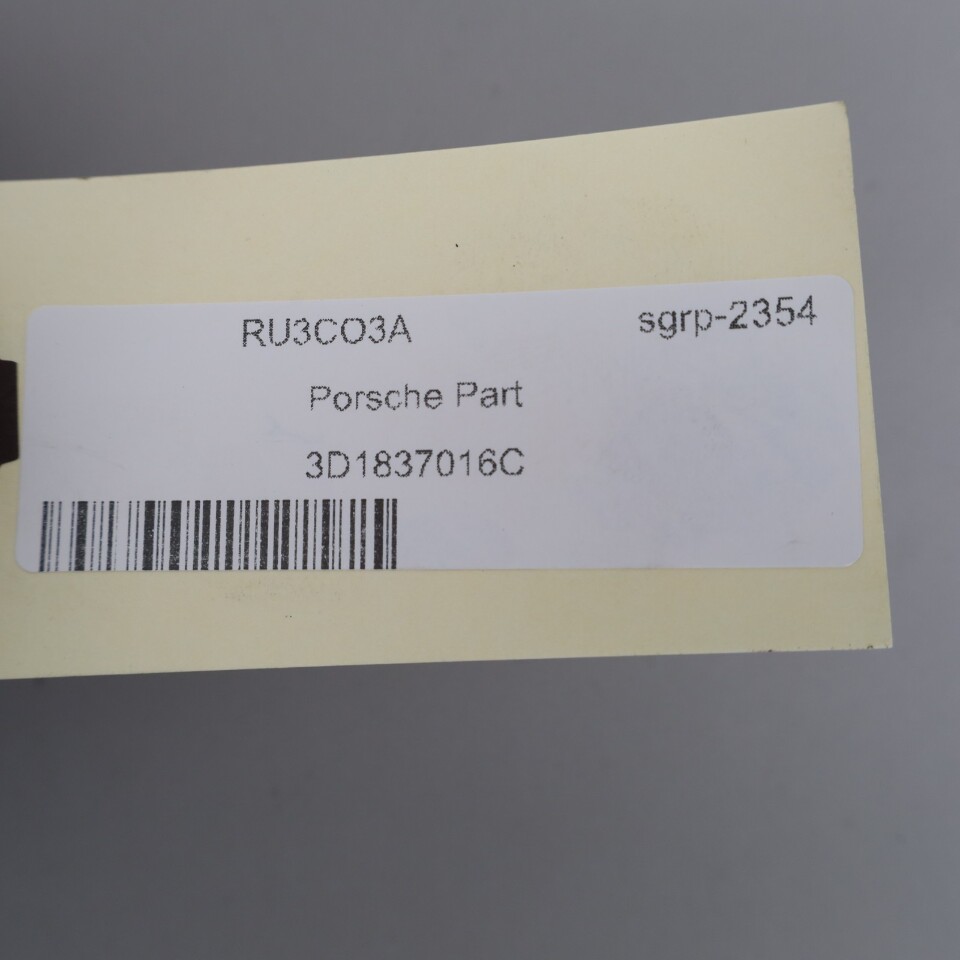 RU3CO3A sgrp-2354
Porsche Part
3D1837016C